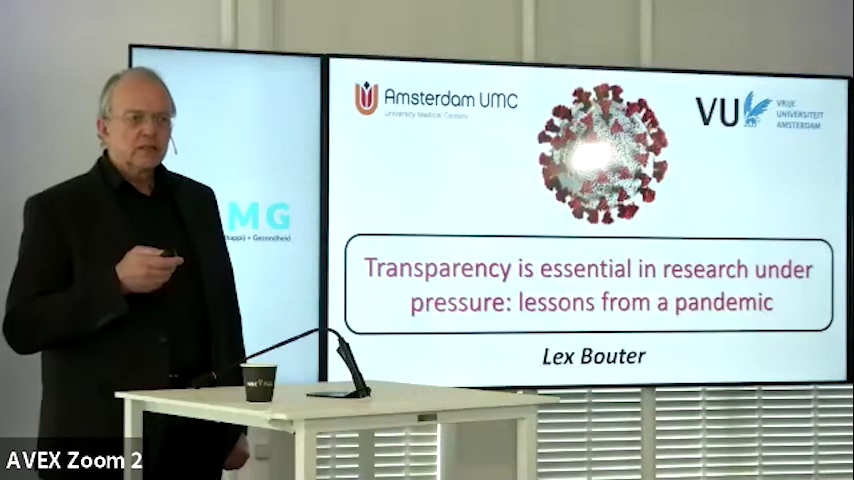 Amsterdam UMC
University Medical Centers
VU
VRIJE
UNIVERSITEIT
AMSTERDAM
MG
+ Gezondheid
Transparency is essential in research under
pressure: lessons from a pandemic
Lex Bouter
AVEX Zoom 2